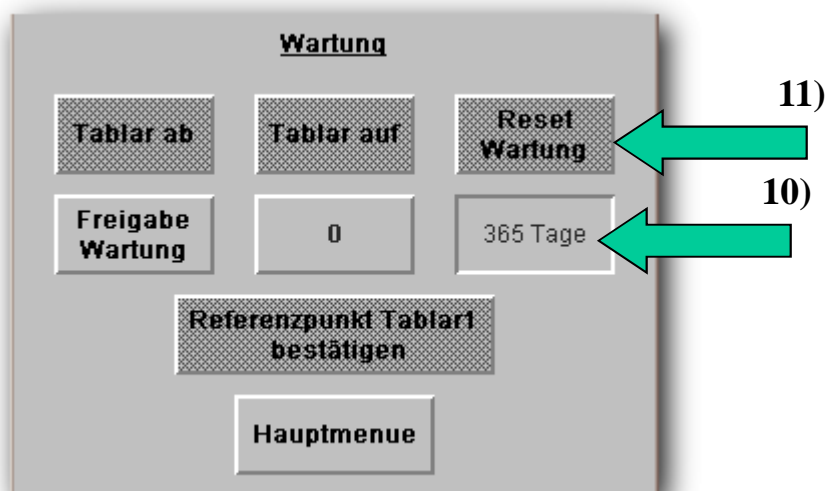 Wartung
11)
Tablar ab
Tablar auf
Reset
Wartung
10)
Freigabe
Wartung
0
365 Tage
Referenzpunkt Tablar1
bestätigen
Hauptmenue